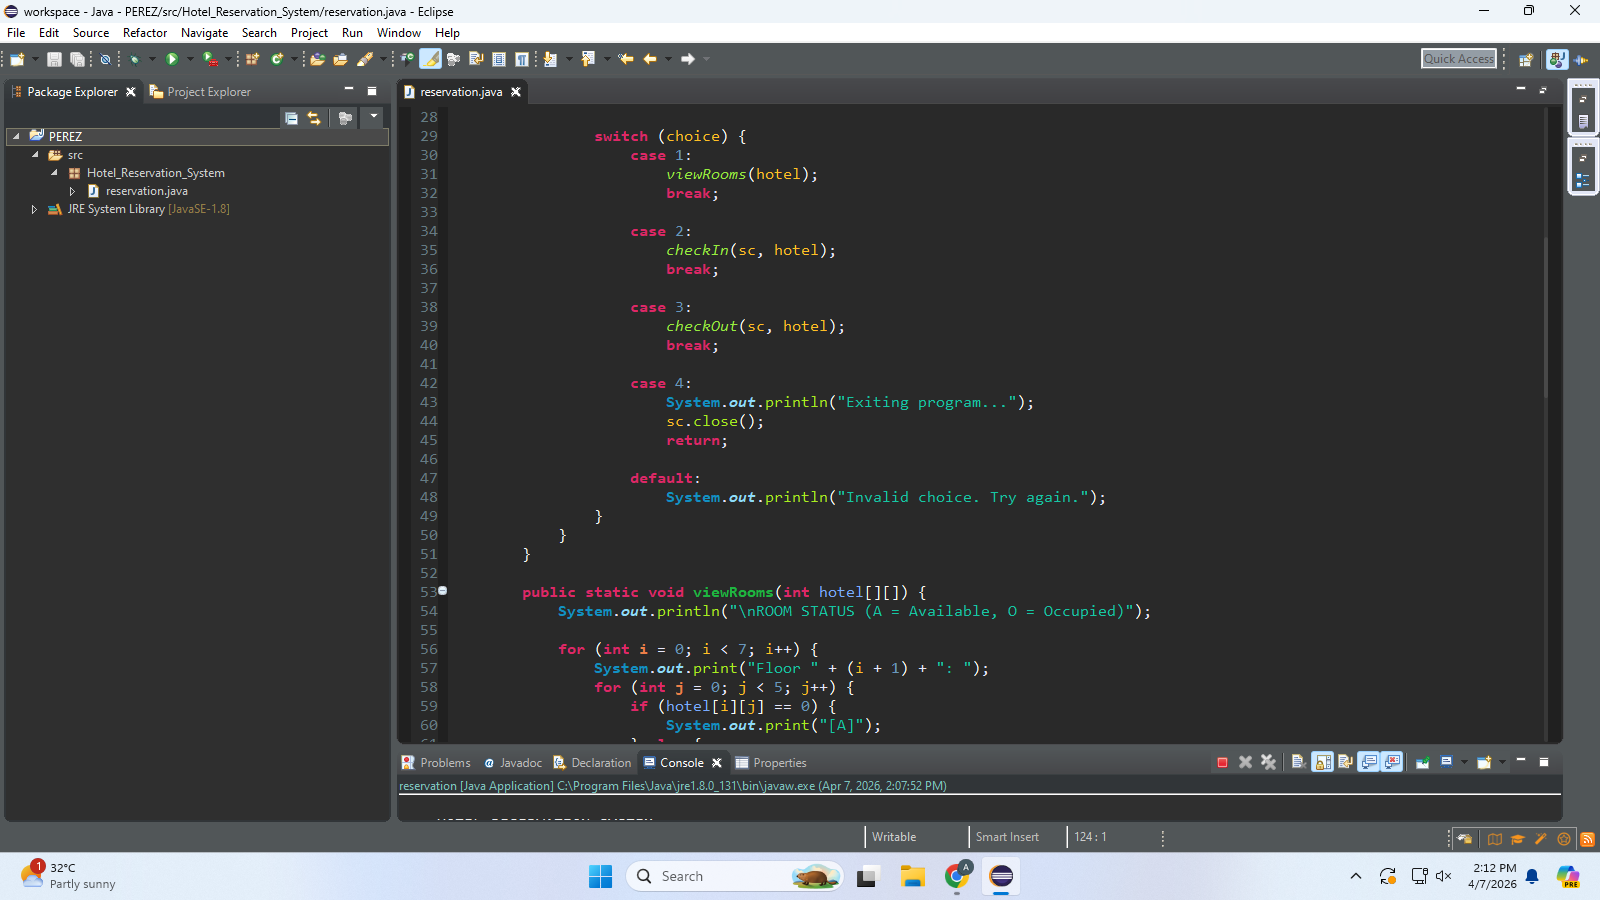 workspace - Java - PEREZ/src/Hotel_Reservation_System/reservation.java - Eclipse
File Edit Source Refactor Navigate Search Project Run Window Help
Quick Access
Package Explorer
Project Explorer
PEREZ
src
Hotel_Reservation_System
reservation.java
JRE System Library [JavaSE-1.8]
reservation.java
28
29 switch (choice) {
30 case 1:
31 viewRooms(hotel);
32 break;
33
34 case 2:
35 checkIn(sc, hotel);
36 break;
37
38 case 3:
39 checkOut(sc, hotel);
40 break;
41
42 case 4:
43 System.out.println("Exiting program...");
44 sc.close();
45 return;
46
47 default:
48 System.out.println("Invalid choice. Try again.");
49 }
50 }
51 }
52
53 public static void viewRooms(int hotel[][]) {
54 System.out.println("\nROOM STATUS (A = Available, O = Occupied)");
55
56 for (int i = 0; i < 7; i++) {
57 System.out.print("Floor " + (i + 1) + ": ");
58 for (int j = 0; j < 5; j++) {
59 if (hotel[i][j] == 0) {
60 System.out.print("[A]");
Problems Javadoc Declaration Console Properties
reservation [Java Application] C:\Program Files\Java\jre1.8.0_131\bin\javaw.exe (Apr 7, 2026, 2:07:52 PM)
Writable Smart Insert 124 : 1
1
32°C
Partly sunny
Search
A
2:12 PM
4/7/2026
PRE